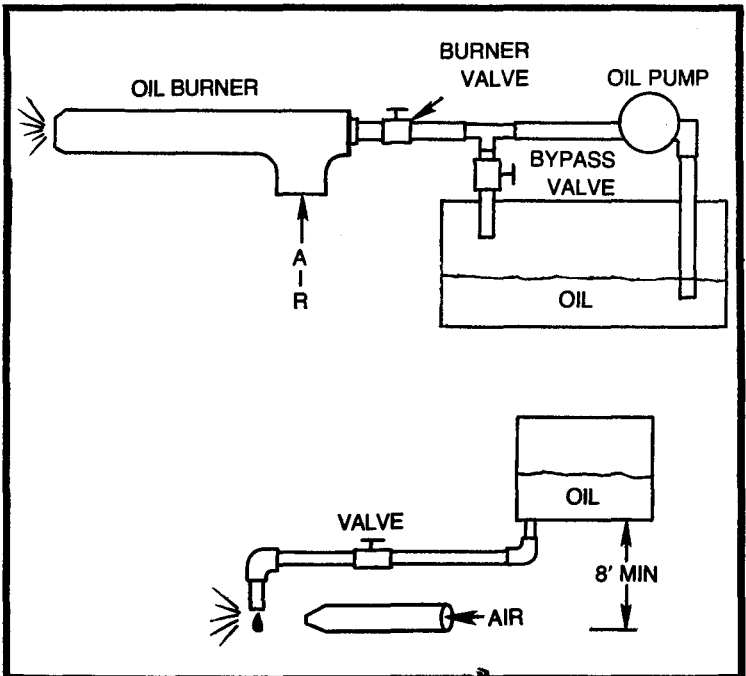 BURNER
VALVE
OIL PUMP
OIL BURNER
BYPASS
VALVE
A
I
R
OIL
OIL
VALVE
8' MIN
AIR